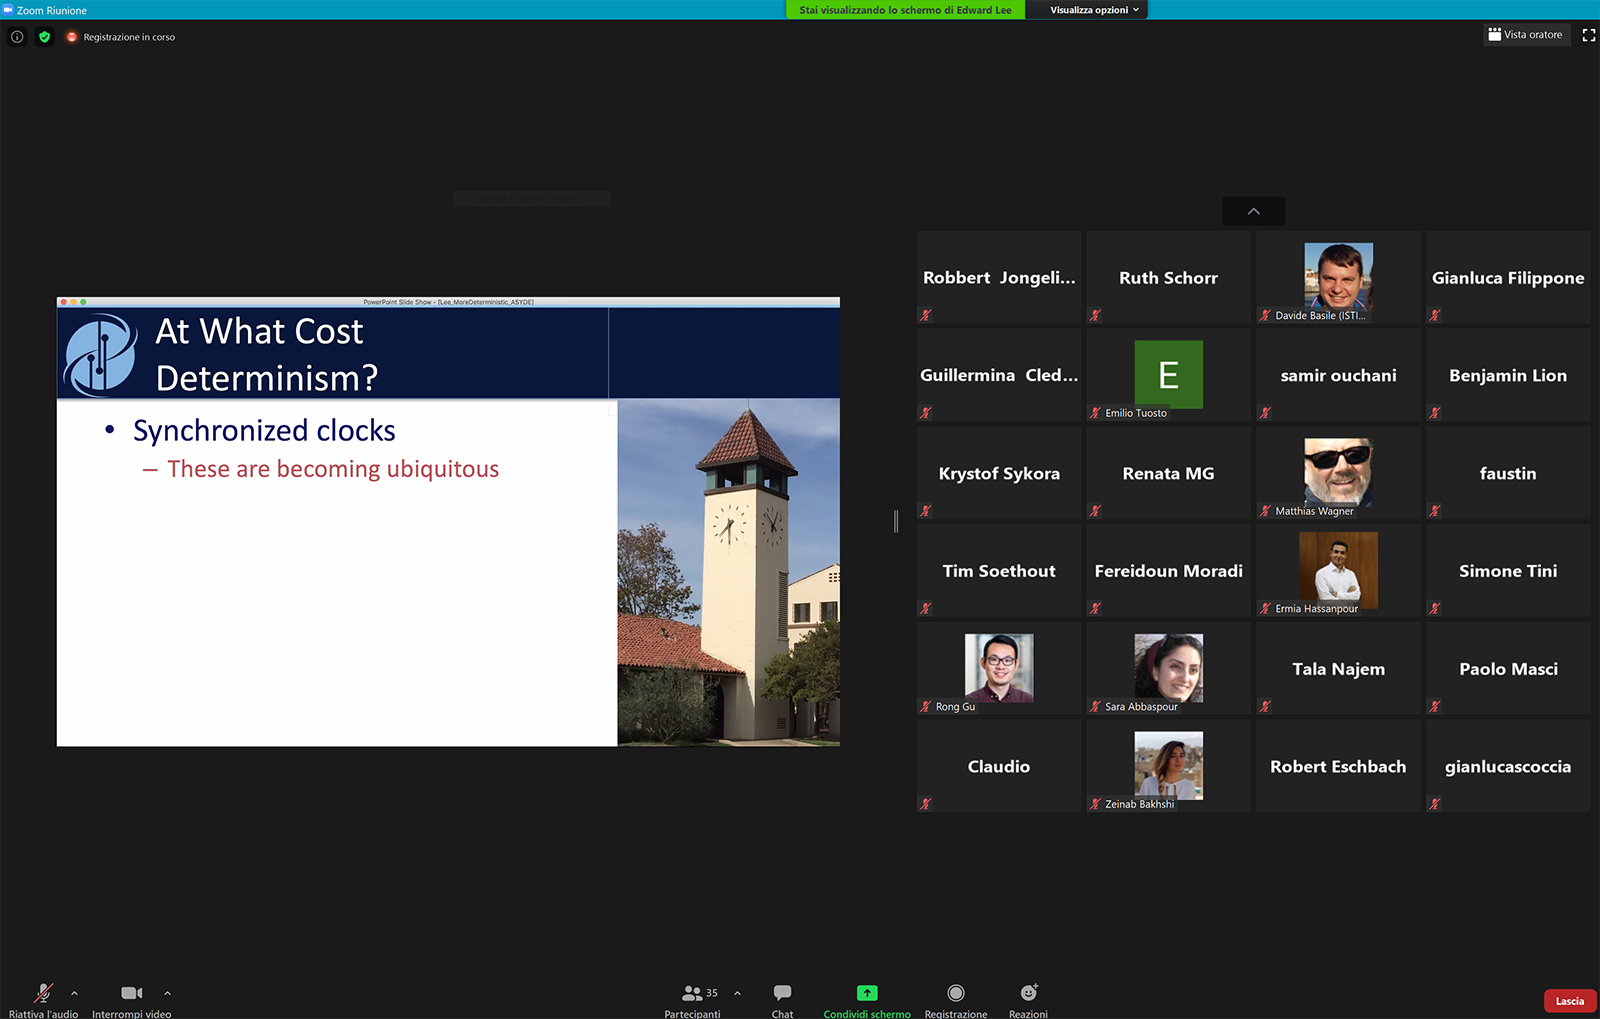 Zoom Riunione
Stai visualizzando lo schermo di Edward Lee
Visualizza opzioni
Registrazione in corso
Vista oratore
PowerPoint Slide Show - [Lee_MoreDeterministic_ASYDE]
At What Cost
Determinism?
• Synchronized clocks
– These are becoming ubiquitous
Robbert Jongeli...
Ruth Schorr
Davide Basile (ISTI...
Gianluca Filippone
Guillermina Cled...
E
Emilio Tuosto
samir ouchani
Benjamin Lion
Krystof Sykora
Renata MG
Matthias Wagner
faustin
Tim Soethout
Fereidoun Moradi
Ermia Hassanpour
Simone Tini
Rong Gu
Sara Abbaspour
Tala Najem
Paolo Masci
Claudio
Zeinab Bakhshi
Robert Eschbach
gianlucascoccia
Riattiva l'audio
Interrompi video
35
Partecipanti
Chat
Condividi schermo
Registrazione
Reazioni
Lascia